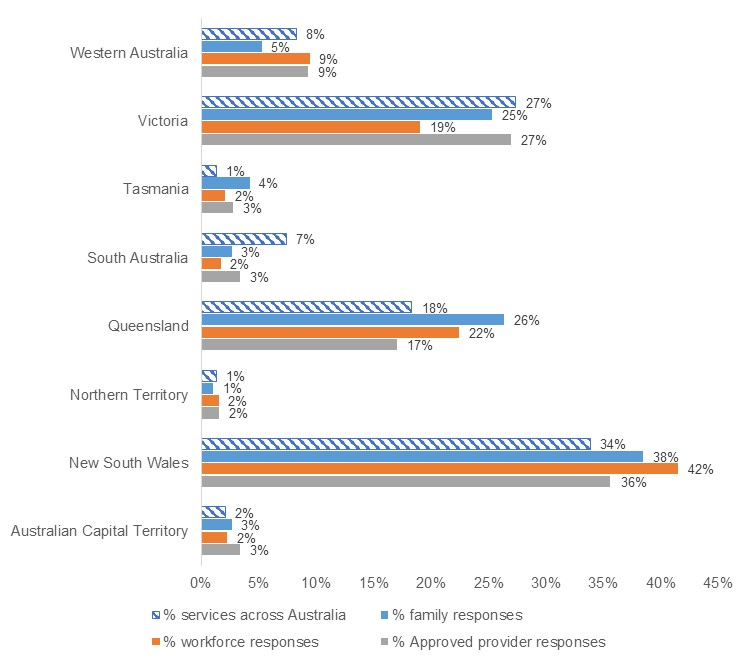 8%
Western Australia
5%
9%
9%
27%
25%
Victoria
19%
27%
1%
4%
Tasmania
2%
3%
7%
3%
South Australia
2%
3%
18%
26%
Queensland
22%
17%
1%
1%
Northern Territory
2%
2%
34%
38%
New South Wales
42%
36%
2%
3%
Australian Capital Territory
2%
3%
0% 5% 10% 15% 20% 25% 30% 35% 40% 45%
% services across Australia % family responses
% workforce responses % Approved provider responses